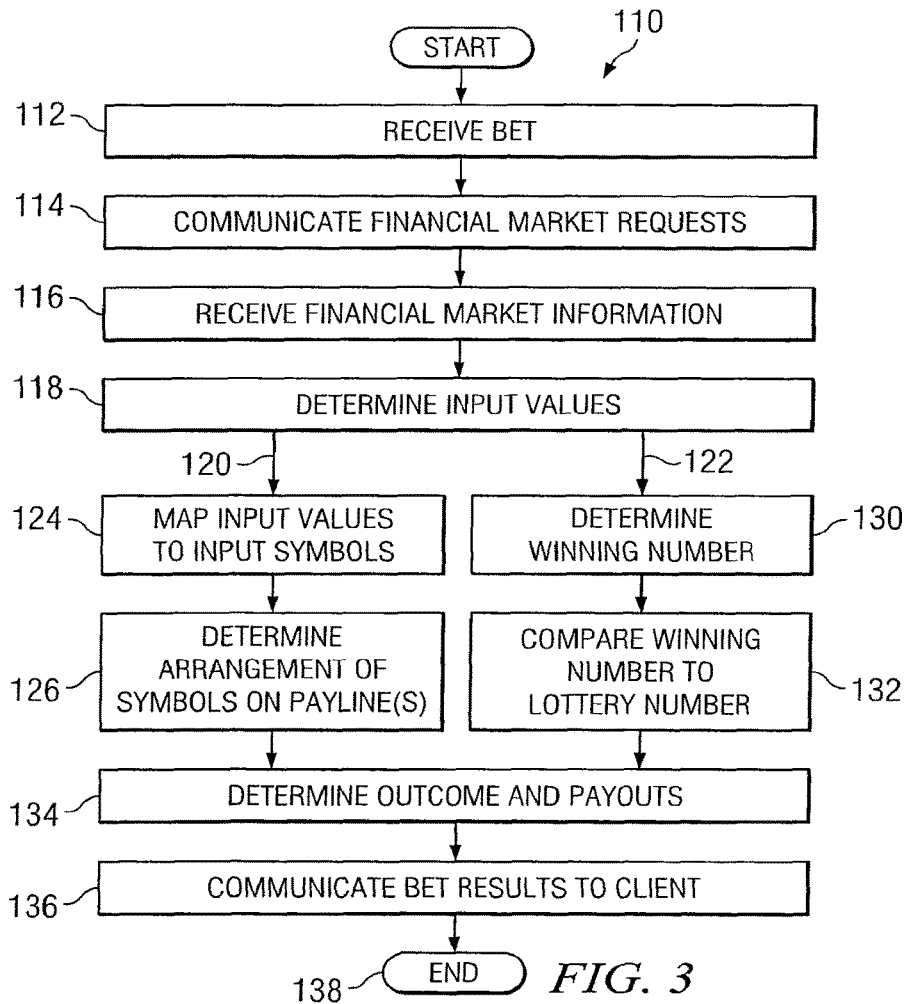 110
START
112
RECEIVE BET
114
COMMUNICATE FINANCIAL MARKET REQUESTS
116
RECEIVE FINANCIAL MARKET INFORMATION
118
DETERMINE INPUT VALUES
120
122
124
MAP INPUT VALUES
TO INPUT SYMBOLS
DETERMINE
WINNING NUMBER
130
126
DETERMINE
ARRANGEMENT OF
SYMBOLS ON PAYLINE(S)
COMPARE WINNING
NUMBER TO
LOTTERY NUMBER
132
134
DETERMINE OUTCOME AND PAYOUTS
136
COMMUNICATE BET RESULTS TO CLIENT
138
END
FIG. 3